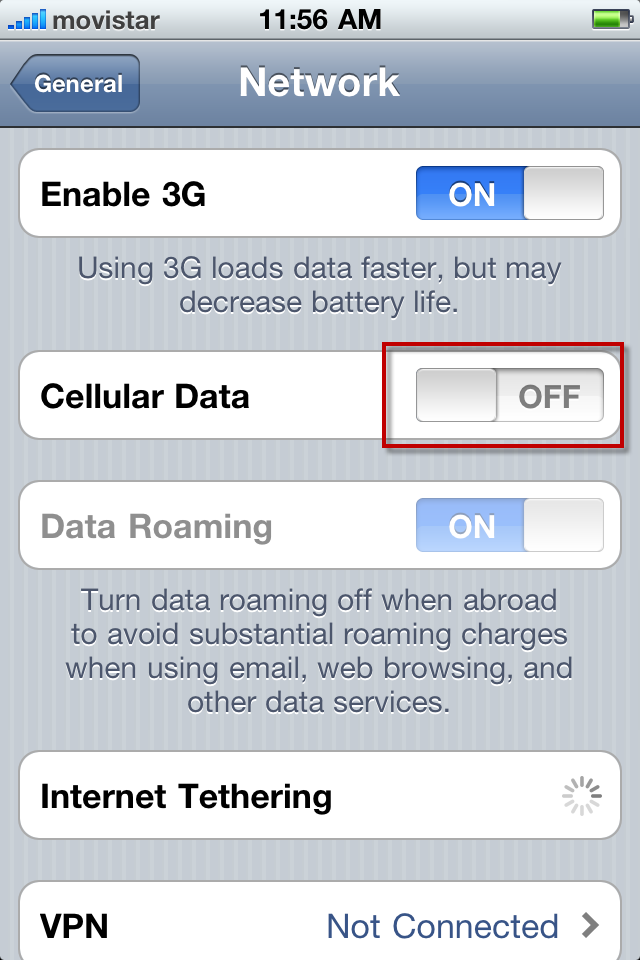 movistar 11:56 AM
General Network
Enable 3G ON
Using 3G loads data faster, but may
decrease battery life.
Cellular Data OFF
Data Roaming ON
Turn data roaming off when abroad
to avoid substantial roaming charges
when using email, web browsing, and
other data services.
Internet Tethering
VPN Not Connected